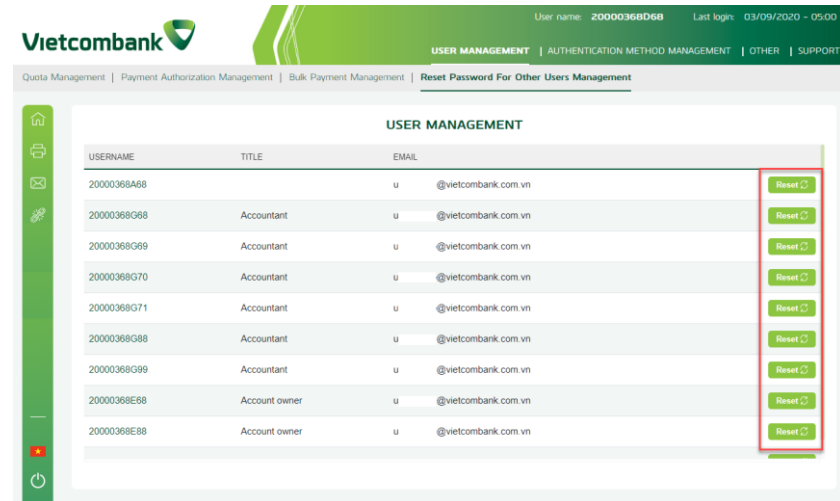 User name: 20000368D68 Last login: 03/09/2020 - 05:00
Vietcombank
USER MANAGEMENT | AUTHENTICATION METHOD MANAGEMENT | OTHER | SUPPORT
Quota Management | Payment Authorization Management | Bulk Payment Management | Reset Password For Other Users Management
USER MANAGEMENT
USERNAME TITLE EMAIL
20000368A68 u @vietcombank.com.vn Reset
20000368G68 Accountant u @vietcombank.com.vn Reset
20000368G69 Accountant u @vietcombank.com.vn Reset
20000368G70 Accountant u @vietcombank.com.vn Reset
20000368G71 Accountant u @vietcombank.com.vn Reset
20000368G88 Accountant u @vietcombank.com.vn Reset
20000368G99 Accountant u @vietcombank.com.vn Reset
20000368E68 Account owner u @vietcombank.com.vn Reset
20000368E88 Account owner u @vietcombank.com.vn Reset